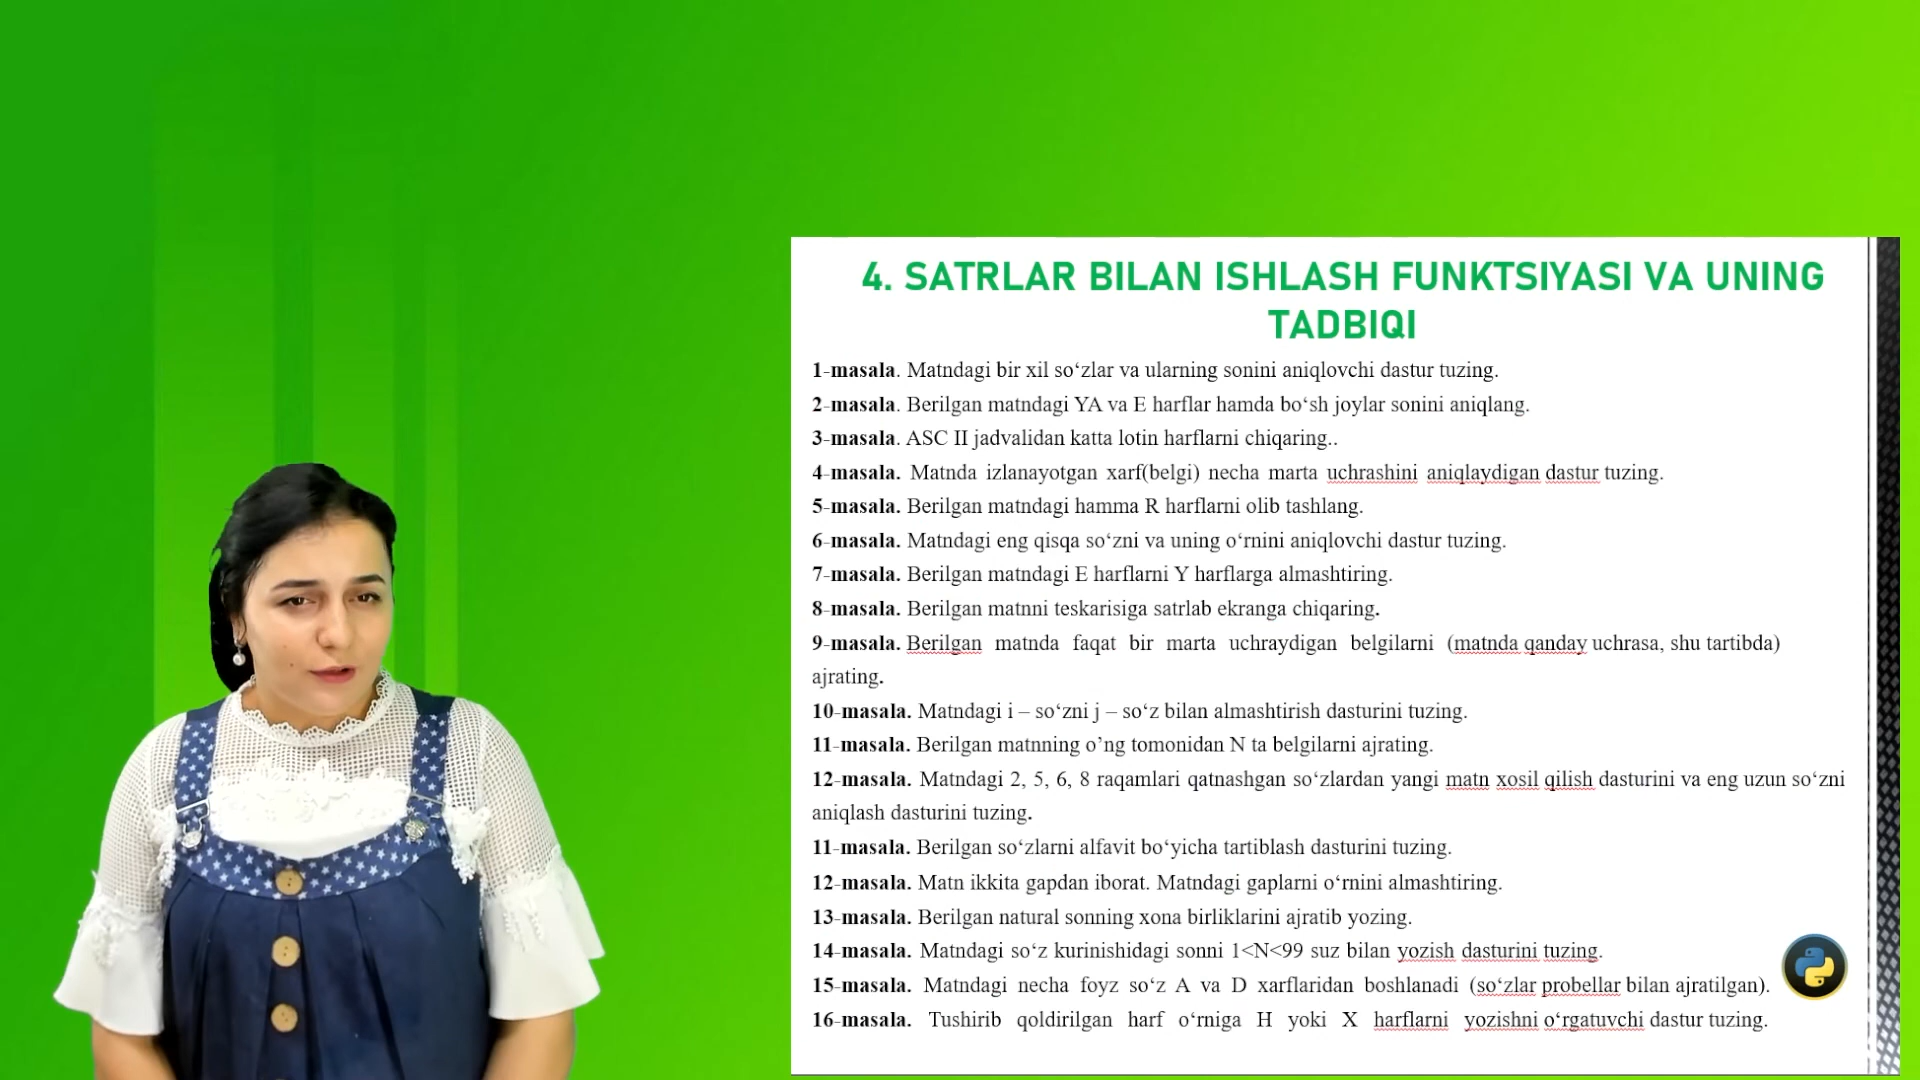 4. SATRLAR BILAN ISHLASH FUNKTSIYASI VA UNING
TADBIQI
1-masala. Matndagi bir xil so‘zlar va ularning sonini aniqlovchi dastur tuzing.
2-masala. Berilgan matndagi YA va E harflar hamda bo‘sh joylar sonini aniqlang.
3-masala. ASC II jadvalidan katta lotin harflarni chiqaring..
4-masala. Matnda izlanayotgan xarf(belgi) necha marta uchrashini aniqlaydigan dastur tuzing.
5-masala. Berilgan matndagi hamma R harflarni olib tashlang.
6-masala. Matndagi eng qisqa so‘zni va uning o‘rnini aniqlovchi dastur tuzing.
7-masala. Berilgan matndagi E harflarni Y harflarga almashtiring.
8-masala. Berilgan matnni teskarisiga satrlab ekranga chiqaring.
9-masala. Berilgan matnda faqat bir marta uchraydigan belgilarni (matnda qanday uchrasa, shu tartibda)
ajrating.
10-masala. Matndagi i – so‘zni j – so‘z bilan almashtirish dasturini tuzing.
11-masala. Berilgan matnning o’ng tomonidan N ta belgilarni ajrating.
12-masala. Matndagi 2, 5, 6, 8 raqamlari qatnashgan so‘zlardan yangi matn xosil qilish dasturini va eng uzun so‘zni
aniqlash dasturini tuzing.
11-masala. Berilgan so‘zlarni alfavit bo‘yicha tartiblash dasturini tuzing.
12-masala. Matn ikkita gapdan iborat. Matndagi gaplarni o‘rnini almashtiring.
13-masala. Berilgan natural sonning xona birliklarini ajratib yozing.
14-masala. Matndagi so‘z kurinishidagi sonni 1<N<99 suz bilan yozish dasturini tuzing.
15-masala. Matndagi necha foyz so‘z A va D xarflaridan boshlanadi (so‘zlar probellar bilan ajratilgan).
16-masala. Tushirib qoldirilgan harf o‘rniga H yoki X harflarni yozishni o‘rgatuvchi dastur tuzing.